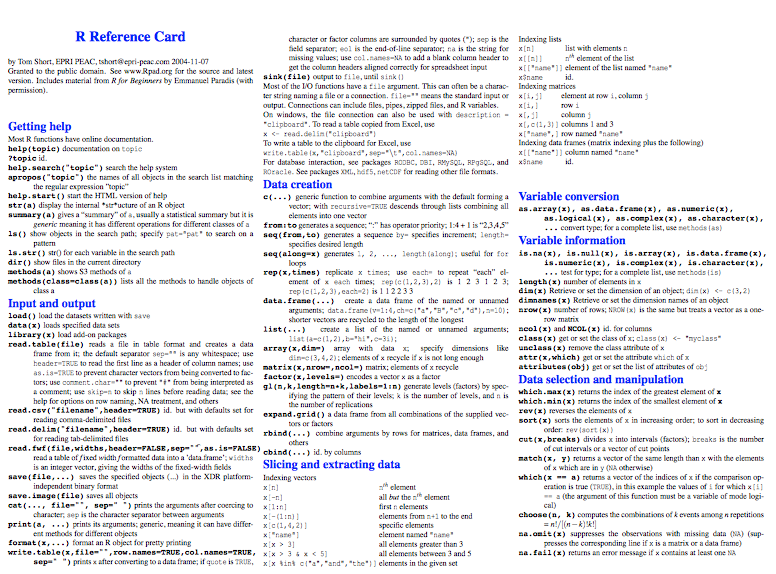 R Reference Card
by Tom Short, EPRI PEAC, tshort@epri-peac.com 2004-11-07
Granted to the public domain. See www.Rpad.org for the source and latest
version. Includes material from R for Beginners by Emmanuel Paradis (with
permission).
Getting help
Most R functions have online documentation.
help(topic) documentation on topic
?topic id.
help.search("topic") search the help system
apropos("topic") the names of all objects in the search list matching
the regular expression "topic"
help.start() start the HTML version of help
str(a) display the internal *str*ucture of an R object
summary(a) gives a "summary" of a, usually a statistical summary but it is
generic meaning it has different operations for different classes of a
ls() show objects in the search path; specify pat="pat" to search on a
pattern
ls.str() str() for each variable in the search path
dir() show files in the current directory
methods(a) shows S3 methods of a
methods(class=class(a)) lists all the methods to handle objects of
class a
Input and output
load() load the datasets written with save
data(x) loads specified data sets
library(x) load add-on packages
read.table(file) reads a file in table format and creates a data
frame from it; the default separator sep="" is any whitespace; use
header=TRUE to read the first line as a header of column names; use
as.is=TRUE to prevent character vectors from being converted to fac-
tors; use comment.char="" to prevent "#" from being interpreted as
a comment; use skip=n to skip n lines before reading data; see the
help for options on row naming, NA treatment, and others
read.csv("filename",header=TRUE) id. but with defaults set for
reading comma-delimited files
read.delim("filename",header=TRUE) id. but with defaults set
for reading tab-delimited files
read.fwf(file,widths,header=FALSE,sep="",as.is=FALSE)
read a table of fixed width formatted data into a 'data.frame'; widths
is an integer vector, giving the widths of the fixed-width fields
save(file,...) saves the specified objects (...) in the XDR platform-
independent binary format
save.image(file) saves all objects
cat(..., file="", sep=" ") prints the arguments after coercing to
character; sep is the character separator between arguments
print(a, ...) prints its arguments; generic, meaning it can have differ-
ent methods for different objects
format(x,...) format an R object for pretty printing
write.table(x,file="",row.names=TRUE,col.names=TRUE,
sep=" ") prints x after converting to a data frame; if quote is TRUE,
character or factor columns are surrounded by quotes ("); sep is the
field separator; eol is the end-of-line separator; na is the string for
missing values; use col.names=NA to add a blank column header to
get the column headers aligned correctly for spreadsheet input
sink(file) output to file, until sink()
Most of the I/O functions have a file argument. This can often be a charac-
ter string naming a file or a connection. file="" means the standard input or
output. Connections can include files, pipes, zipped files, and R variables.
On windows, the file connection can also be used with description =
"clipboard". To read a table copied from Excel, use
x <- read.delim("clipboard")
To write a table to the clipboard for Excel, use
write.table(x,"clipboard",sep="\t",col.names=NA)
For database interaction, see packages RODBC, DBI, RMySQL, RPgSQL, and
ROracle. See packages XML, hdf5, netCDF for reading other file formats.
Data creation
c(...) generic function to combine arguments with the default forming a
vector; with recursive=TRUE descends through lists combining all
elements into one vector
from:to generates a sequence; ":" has operator priority; 1:4 + 1 is "2,3,4,5"
seq(from,to) generates a sequence by= specifies increment; length=
specifies desired length
seq(along=x) generates 1, 2, ..., length(along); useful for for
loops
rep(x,times) replicate x times; use each= to repeat "each" el-
ement of x each times; rep(c(1,2,3),2) is 1 2 3 1 2 3;
rep(c(1,2,3),each=2) is 1 1 2 2 3 3
data.frame(...) create a data frame of the named or unnamed
arguments; data.frame(v=1:4,ch=c("a","B","c","d"),n=10);
shorter vectors are recycled to the length of the longest
list(...) create a list of the named or unnamed arguments;
list(a=c(1,2),b="hi",c=3i);
array(x,dim=) array with data x; specify dimensions like
dim=c(3,4,2); elements of x recycle if x is not long enough
matrix(x,nrow=,ncol=) matrix; elements of x recycle
factor(x,levels=) encodes a vector x as a factor
gl(n,k,length=n*k,labels=1:n) generate levels (factors) by spec-
ifying the pattern of their levels; k is the number of levels, and n is
the number of replications
expand.grid() a data frame from all combinations of the supplied vec-
tors or factors
rbind(...) combine arguments by rows for matrices, data frames, and
others
cbind(...) id. by columns
Slicing and extracting data
Indexing vectors
x[n] nth element
x[-n] all but the nth element
x[1:n] first n elements
x[-(1:n)] elements from n+1 to the end
x[c(1,4,2)] specific elements
x["name"] element named "name"
x[x > 3] all elements greater than 3
x[x > 3 & x < 5] all elements between 3 and 5
x[x %in% c("a","and","the")] elements in the given set
Indexing lists
x[n] list with elements n
x[[n]] nth element of the list
x[["name"]] element of the list named "name"
x$name id.
Indexing matrices
x[i,j] element at row i, column j
x[i,] row i
x[,j] column j
x[,c(1,3)] columns 1 and 3
x["name",] row named "name"
Indexing data frames (matrix indexing plus the following)
x[["name"]] column named "name"
x$name id.
Variable conversion
as.array(x), as.data.frame(x), as.numeric(x),
as.logical(x), as.complex(x), as.character(x),
... convert type; for a complete list, use methods(as)
Variable information
is.na(x), is.null(x), is.array(x), is.data.frame(x),
is.numeric(x), is.complex(x), is.character(x),
... test for type; for a complete list, use methods(is)
length(x) number of elements in x
dim(x) Retrieve or set the dimension of an object; dim(x) <- c(3,2)
dimnames(x) Retrieve or set the dimension names of an object
nrow(x) number of rows; NROW(x) is the same but treats a vector as a one-
row matrix
ncol(x) and NCOL(x) id. for columns
class(x) get or set the class of x; class(x) <- "myclass"
unclass(x) remove the class attribute of x
attr(x,which) get or set the attribute which of x
attributes(obj) get or set the list of attributes of obj
Data selection and manipulation
which.max(x) returns the index of the greatest element of x
which.min(x) returns the index of the smallest element of x
rev(x) reverses the elements of x
sort(x) sorts the elements of x in increasing order; to sort in decreasing
order: rev(sort(x))
cut(x,breaks) divides x into intervals (factors); breaks is the number
of cut intervals or a vector of cut points
match(x, y) returns a vector of the same length than x with the elements
of x which are in y (NA otherwise)
which(x == a) returns a vector of the indices of x if the comparison op-
eration is true (TRUE), in this example the values of i for which x[i]
== a (the argument of this function must be a variable of mode logi-
cal)
choose(n, k) computes the combinations of k events among n repetitions
= n!/[(n−k)!k!]
na.omit(x) suppresses the observations with missing data (NA) (sup-
presses the corresponding line if x is a matrix or a data frame)
na.fail(x) returns an error message if x contains at least one NA